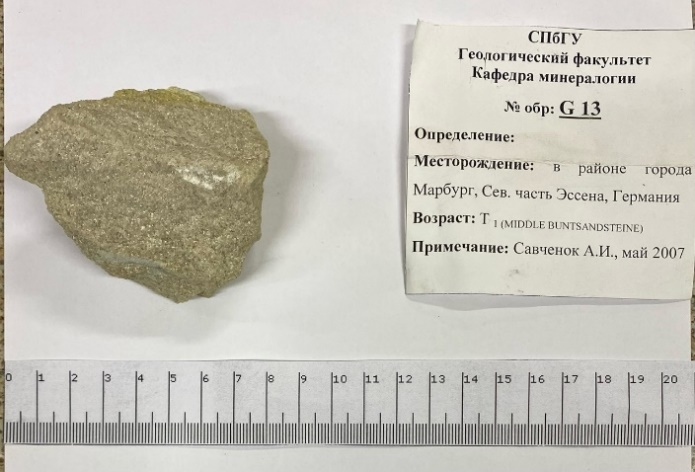 СПбГУ
Геологический факультет
Кафедра минералогии
№ обр: G 13
Определение:
Месторождение: в районе города
Марбург, Сев. часть Эссена, Германия
Возраст: Т 1 (MIDDLE BUNTSANDSTEINE)
Примечание: Савченок А.И., май 2007
0 1 2 3 4 5 6 7 8 9 10 11 12 13 14 15 16 17 18 19 20